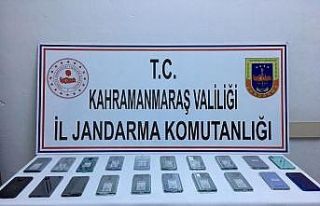 T.C.
KAHRAMANMARAŞ VALİLİĞİ
İL JANDARMA KOMUTANLIĞI